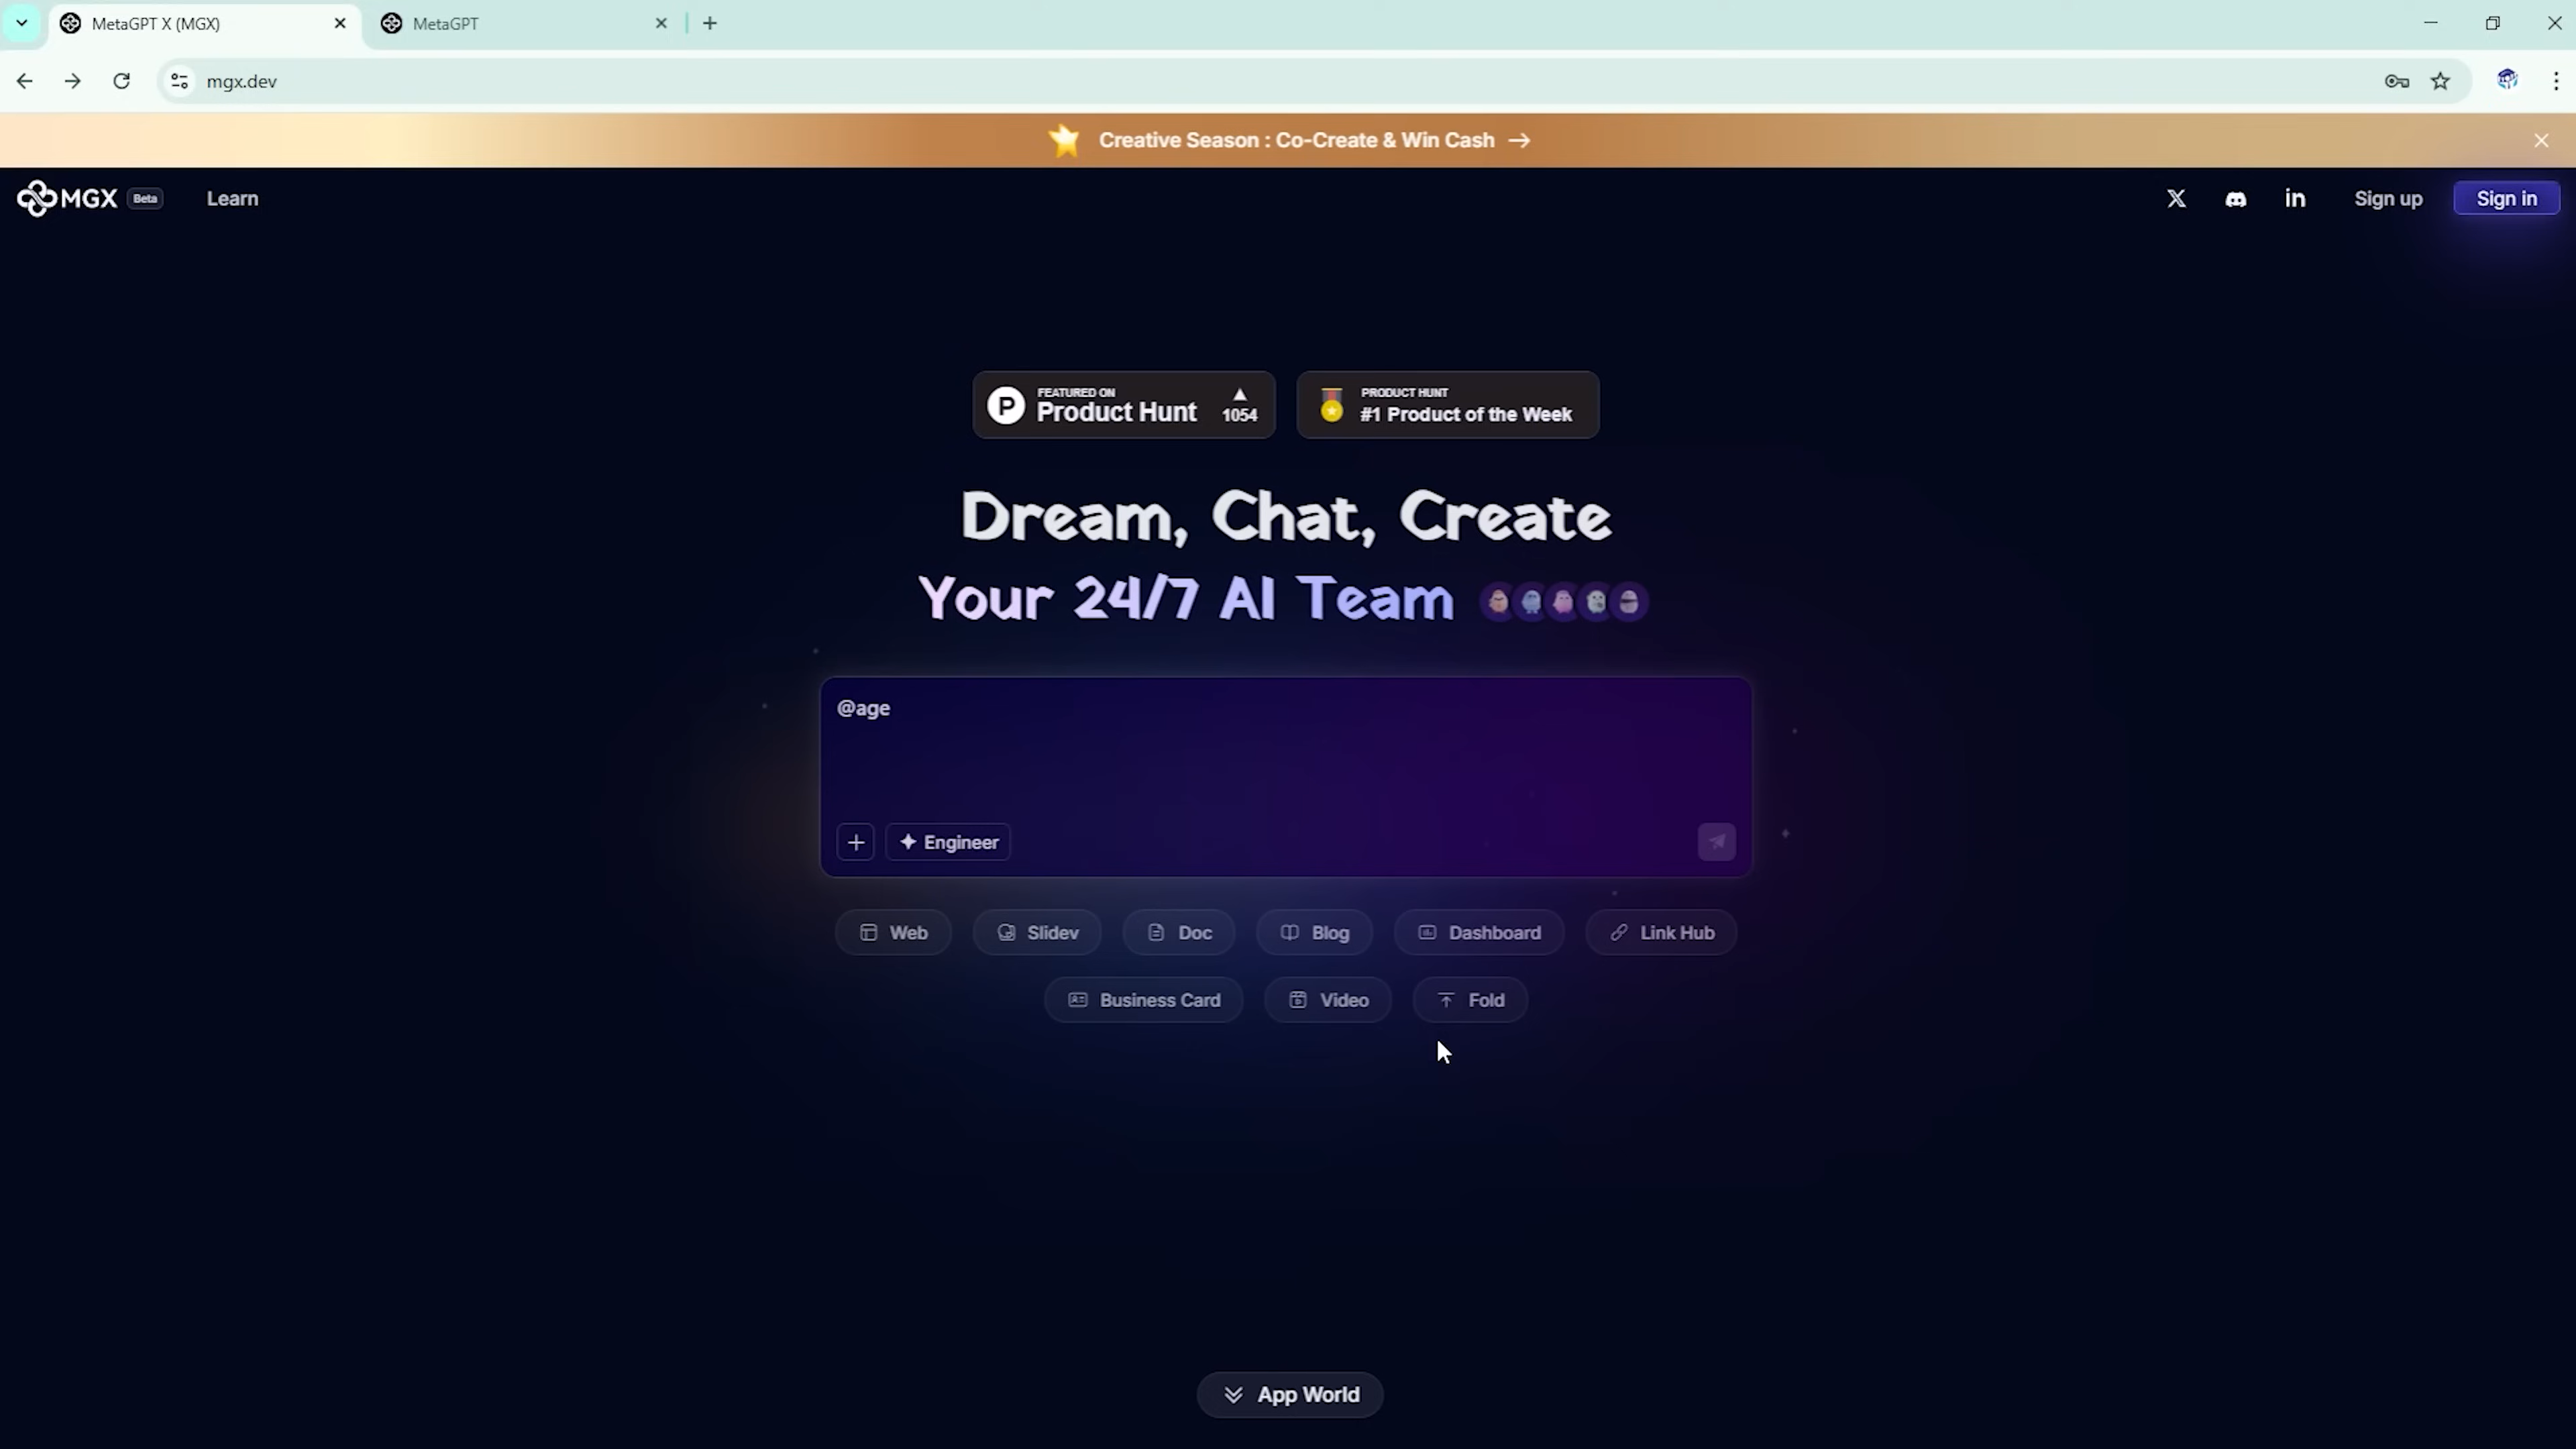 MetaGPT X (MGX)
MetaGPT
mgx.dev
Creative Season : Co-Create & Win Cash →
MGX Beta Learn
X in Sign up Sign in
FEATURED ON
Product Hunt
▲ 1054
PRODUCT HUNT
#1 Product of the Week
Dream, Chat, Create
Your 24/7 AI Team
@age
Engineer
Web Slidev Doc Blog Dashboard Link Hub
Business Card Video Fold
App World